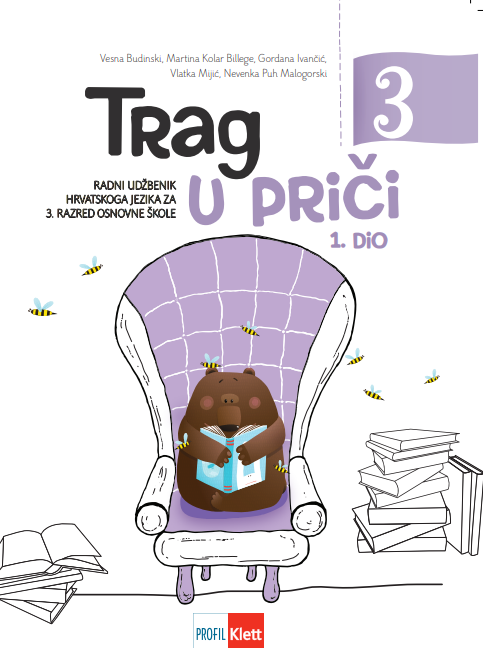 Vesna Budinski, Martina Kolar Billege, Gordana Ivančić,
Vlatka Mijić, Nevenka Puh Malogorski
3
Trag
RADNI UDŽBENIK
HRVATSKOGA JEZIKA ZA
3. RAZRED OSNOVNE ŠKOLE
U PRiČi
1. DiO
PROFIL Klett